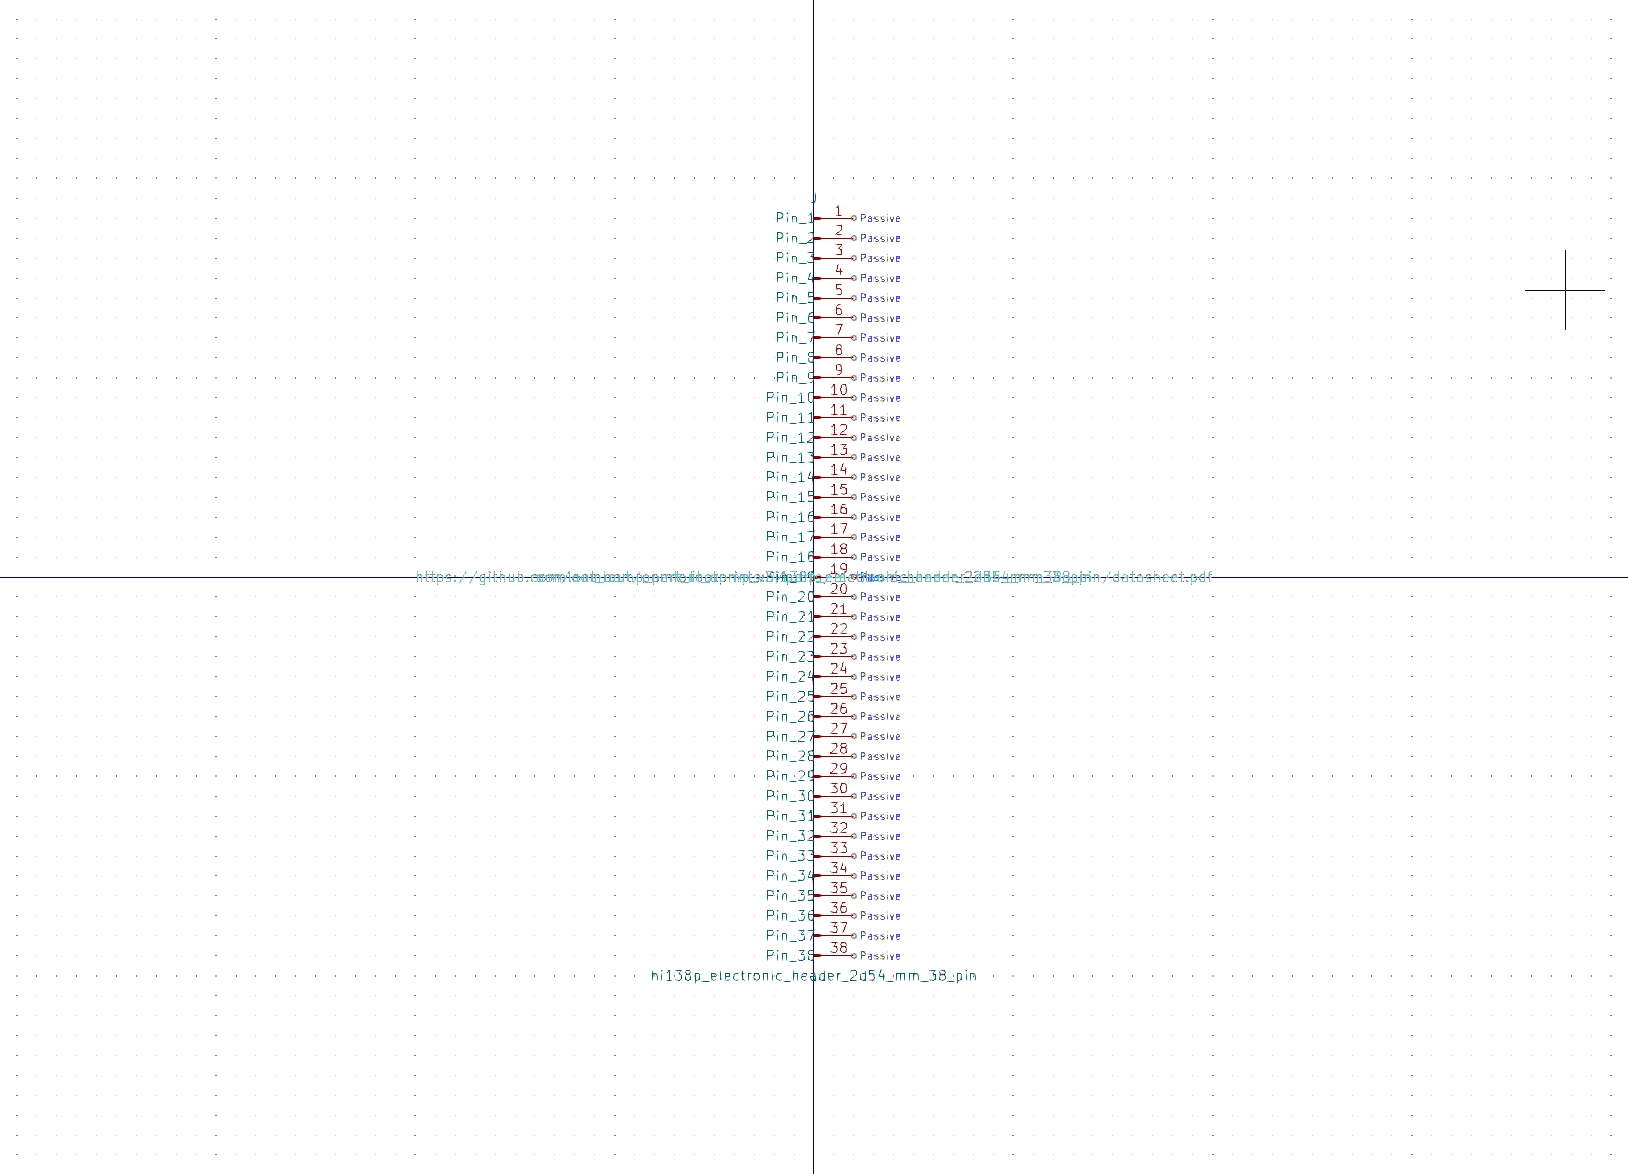 J
Pin_1 1 Passive
Pin_2 2 Passive
Pin_3 3 Passive
Pin_4 4 Passive
Pin_5 5 Passive
Pin_6 6 Passive
Pin_7 7 Passive
Pin_8 8 Passive
Pin_9 9 Passive
Pin_10 10 Passive
Pin_11 11 Passive
Pin_12 12 Passive
Pin_13 13 Passive
Pin_14 14 Passive
Pin_15 15 Passive
Pin_16 16 Passive
Pin_17 17 Passive
Pin_18 18 Passive
19
https://github. /datasheet.pdf
Pin_20 20 Passive
Pin_21 21 Passive
Pin_22 22 Passive
Pin_23 23 Passive
Pin_24 24 Passive
Pin_25 25 Passive
Pin_26 26 Passive
Pin_27 27 Passive
Pin_28 28 Passive
Pin_29 29 Passive
Pin_30 30 Passive
Pin_31 31 Passive
Pin_32 32 Passive
Pin_33 33 Passive
Pin_34 34 Passive
Pin_35 35 Passive
Pin_36 36 Passive
Pin_37 37 Passive
Pin_38 38 Passive
hi138p_electronic_header_2d54_mm_38_pin